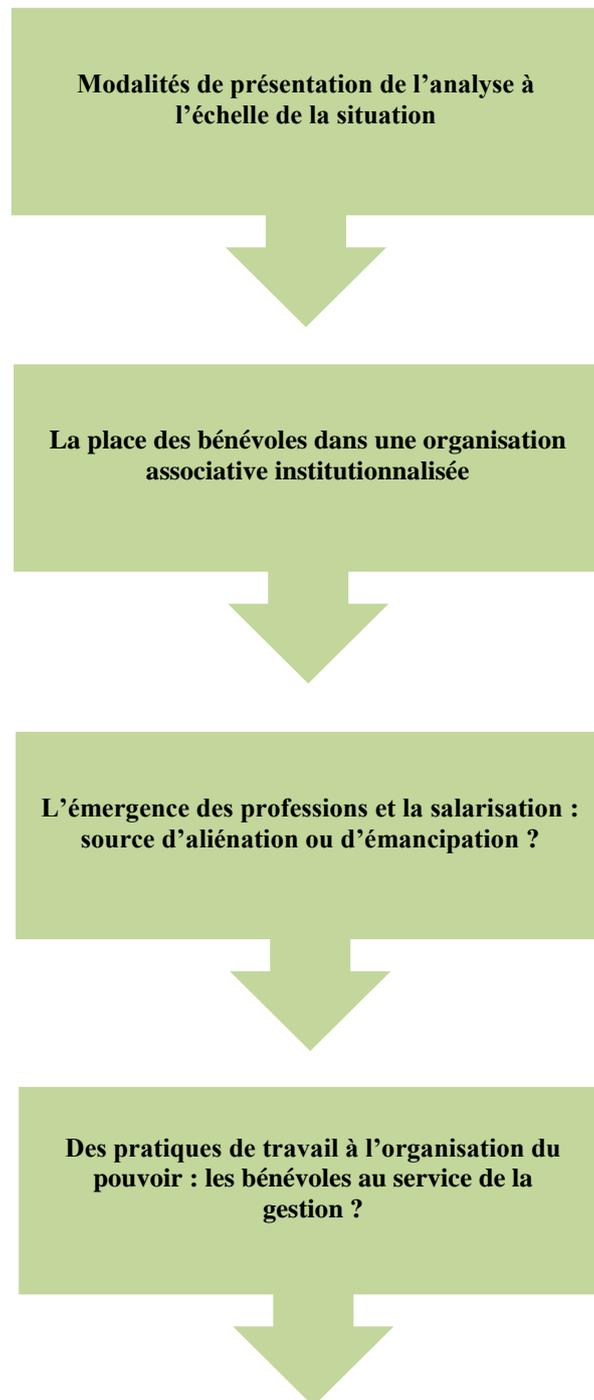 Modalités de présentation de l’analyse à
l’échelle de la situation
La place des bénévoles dans une organisation
associative institutionnalisée
L’émergence des professions et la salarisation :
source d’aliénation ou d’émancipation ?
Des pratiques de travail à l’organisation du
pouvoir : les bénévoles au service de la
gestion ?